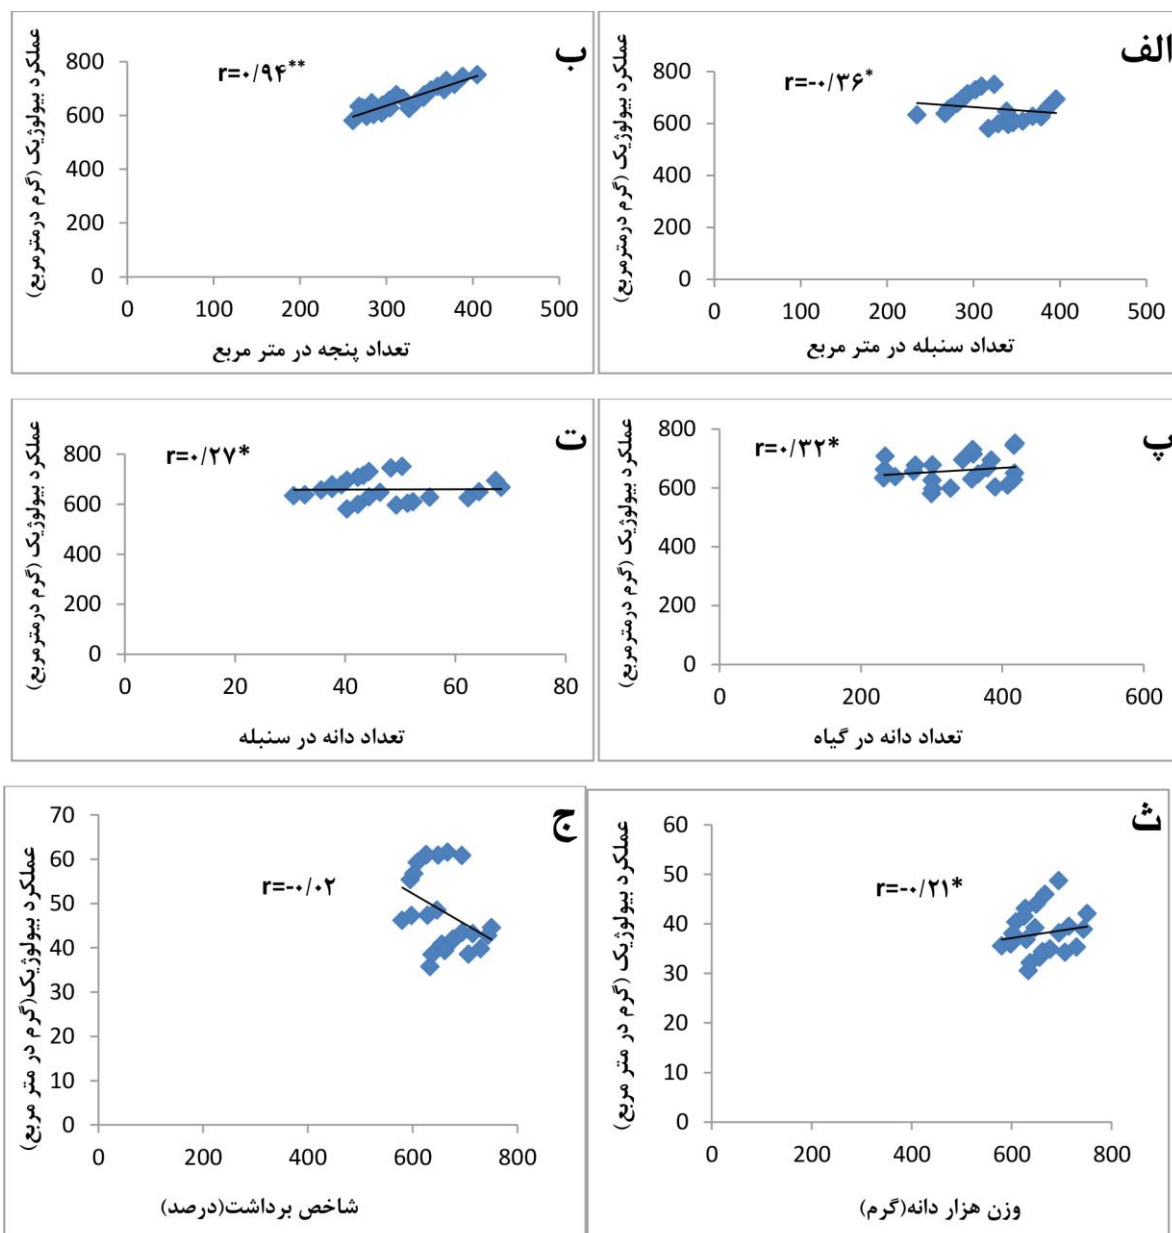 الف
r=-۰/۳۶*
عملکرد بیولوژیک (گرم درمترمربع)
800
600
400
200
0
0 100 200 300 400 500
تعداد سنبله در متر مربع
ب
r=۰/۹۴**
عملکرد بیولوژیک (گرم درمترمربع)
800
600
400
200
0
0 100 200 300 400 500
تعداد پنجه در متر مربع
پ
r=۰/۳۲*
عملکرد بیولوژیک (گرم درمترمربع)
800
600
400
200
0
0 200 400 600
تعداد دانه در گیاه
ت
r=۰/۲۷*
عملکرد بیولوژیک (گرم درمترمربع)
800
600
400
200
0
0 20 40 60 80
تعداد دانه در سنبله
ث
r=-۰/۲۱*
عملکرد بیولوژیک (گرم در متر مربع)
60
50
40
30
20
10
0
0 200 400 600 800
وزن هزار دانه(گرم)
ج
r=-۰/۰۲
عملکرد بیولوژیک(گرم در متر مربع)
70
60
50
40
30
20
10
0
0 200 400 600 800
شاخص برداشت(درصد)